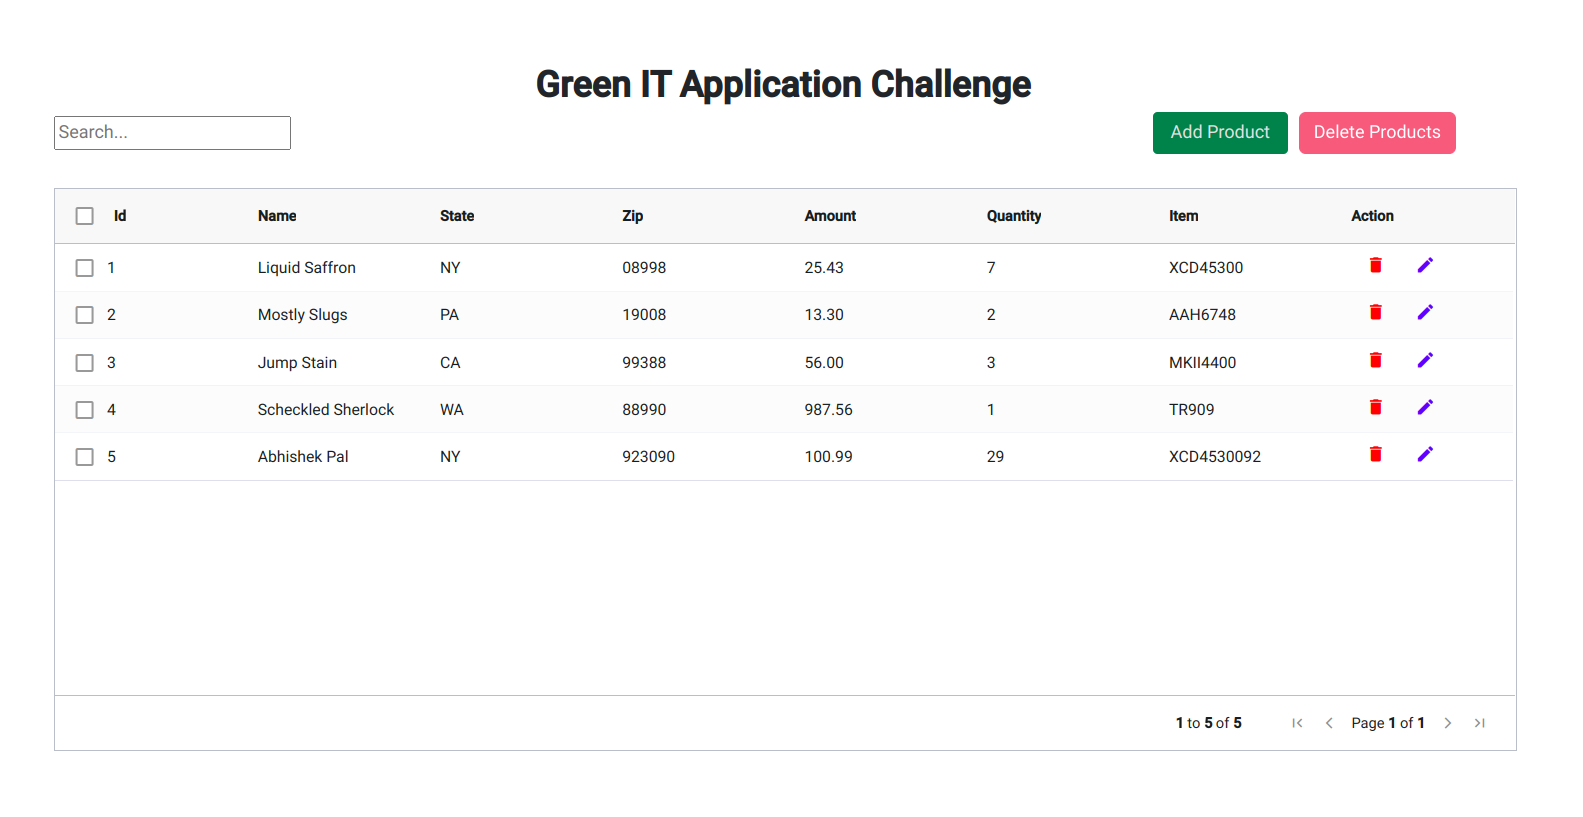 Green IT Application Challenge
Search...
Add Product Delete Products
Id Name State Zip Amount Quantity Item Action
1 Liquid Saffron NY 08998 25.43 7 XCD45300
2 Mostly Slugs PA 19008 13.30 2 AAH6748
3 Jump Stain CA 99388 56.00 3 MKII4400
4 Scheckled Sherlock WA 88990 987.56 1 TR909
5 Abhishek Pal NY 923090 100.99 29 XCD4530092
1 to 5 of 5 Page 1 of 1